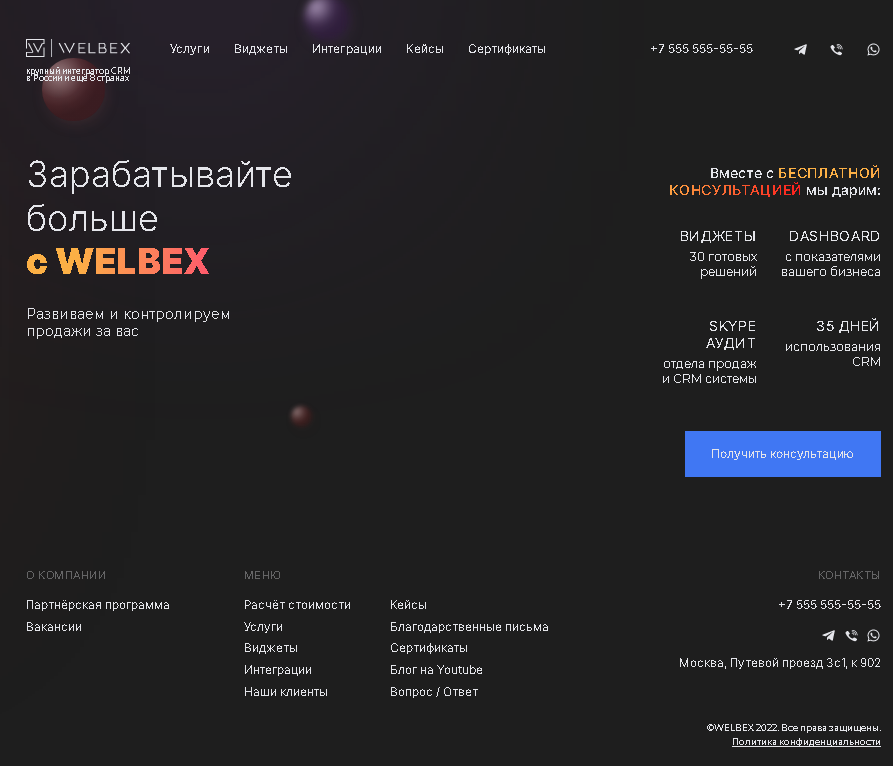 WELBEX
Услуги
Виджеты
Интеграции
Кейсы
Сертификаты
+7 555 555-55-55
крупный интегратор CRM
в России и еще 8 странах
Зарабатывайте
больше
с WELBEX
Развиваем и контролируем
продажи за вас
Вместе с БЕСПЛАТНОЙ
КОНСУЛЬТАЦИЕЙ мы дарим:
ВИДЖЕТЫ
30 готовых
решений
DASHBOARD
с показателями
вашего бизнеса
SKYPE
АУДИТ
отдела продаж
и CRM системы
35 ДНЕЙ
использования
CRM
Получить консультацию
О КОМПАНИИ
Партнёрская программа
Вакансии
МЕНЮ
Расчёт стоимости
Услуги
Виджеты
Интеграции
Наши клиенты
Кейсы
Благодарственные письма
Сертификаты
Блог на Youtube
Вопрос / Ответ
КОНТАКТЫ
+7 555 555-55-55
Москва, Путевой проезд 3с1, к 902
©WELBEX 2022. Все права защищены.
Политика конфиденциальности